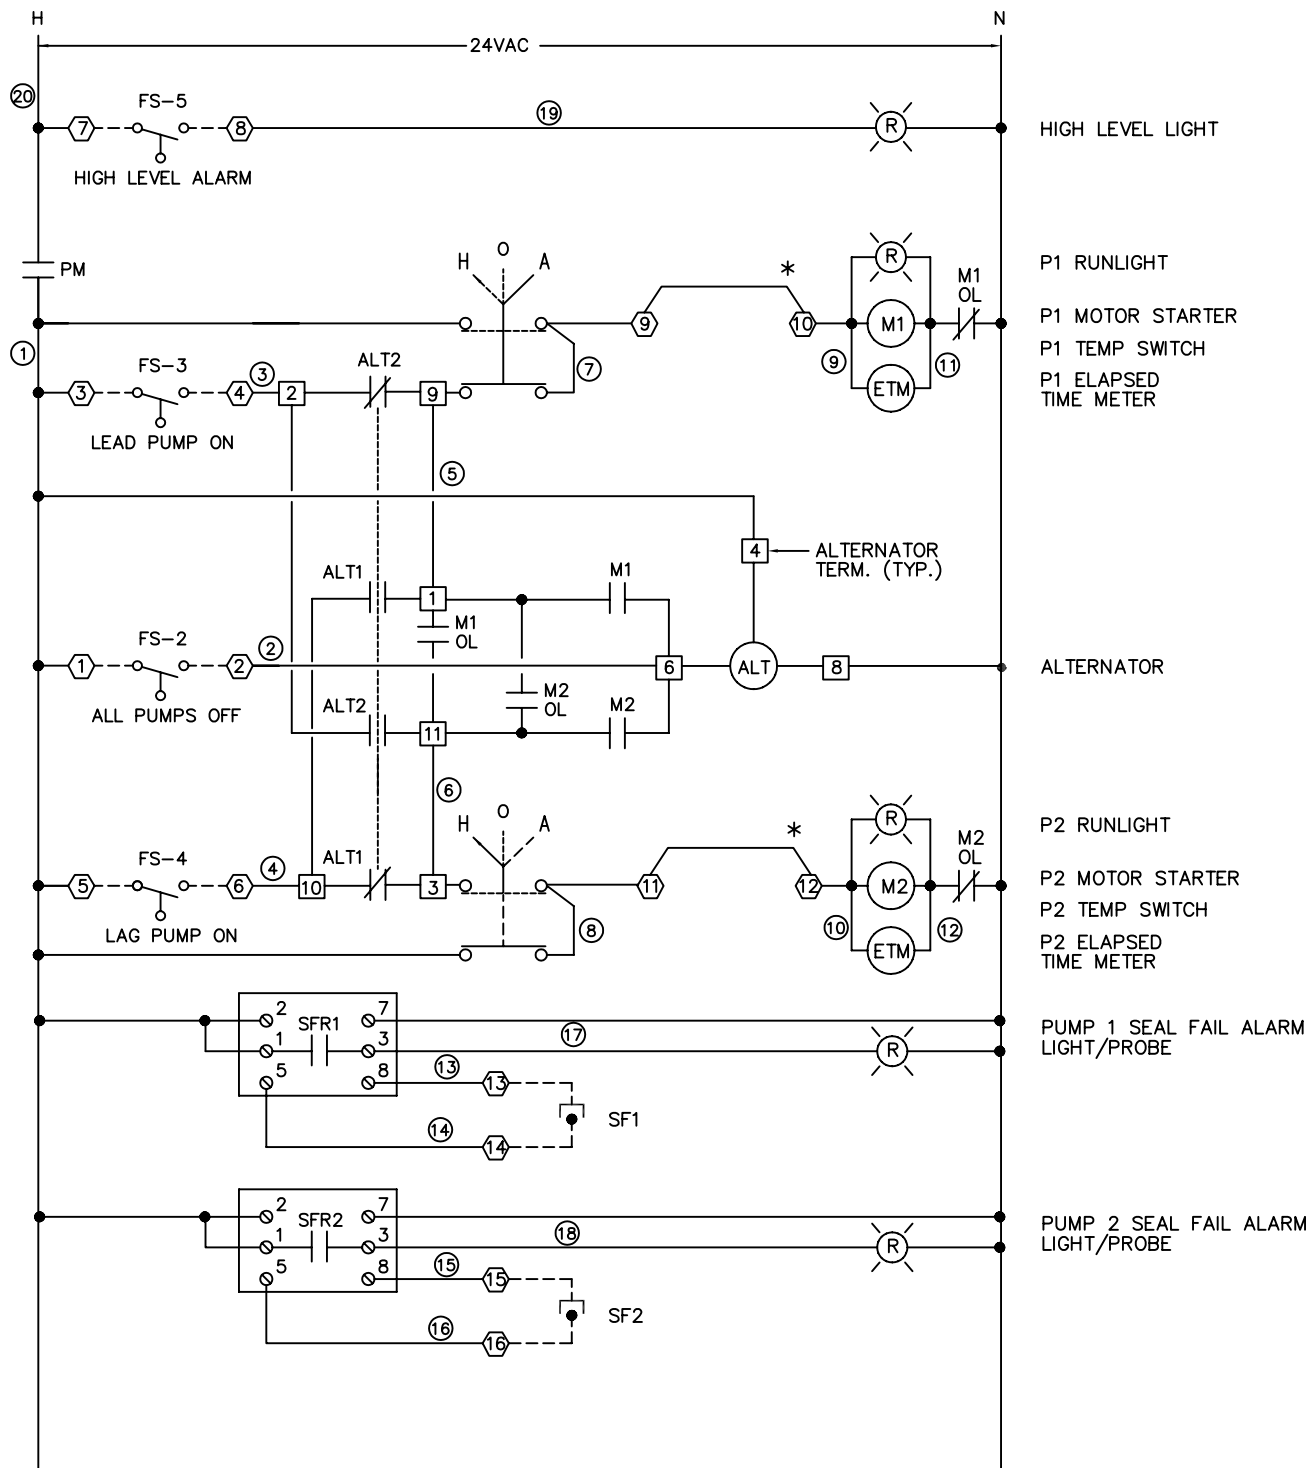 H N
24VAC
20
FS-5
19
7 8 R HIGH LEVEL LIGHT
HIGH LEVEL ALARM
PM
O
H A
*
R
P1 RUNLIGHT
M1
OL
9 10 M1
P1 MOTOR STARTER
P1 TEMP SWITCH
P1 ELAPSED
TIME METER
1
FS-3
3
ALT2
7
9
11
3 4 2 9 ETM
LEAD PUMP ON
5
4
ALTERNATOR
TERM. (TYP.)
ALT1
M1
1
M1
OL
FS-2
2
1 2 6 ALT 8 ALTERNATOR
ALL PUMPS OFF
M2
OL
ALT2
M2
11
6
O
H A
*
R
P2 RUNLIGHT
M2
OL
FS-4
4
ALT1
5 6 10 3 11 12 M2
P2 MOTOR STARTER
P2 TEMP SWITCH
LAG PUMP ON
8
10
12
ETM
P2 ELAPSED
TIME METER
2 7
SFR1
1 3
5 8
17
R
PUMP 1 SEAL FAIL ALARM
LIGHT/PROBE
13 13
SF1
14 14
2 7
SFR2
1 3
5 8
18
R
PUMP 2 SEAL FAIL ALARM
LIGHT/PROBE
15 15
SF2
16 16